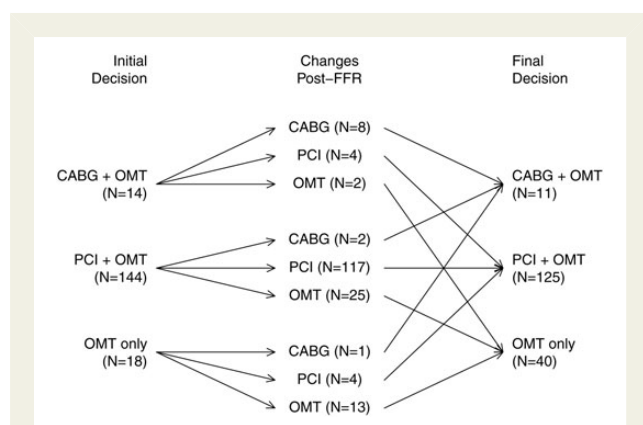 Initial
Decision
Changes
Post–FFR
Final
Decision
CABG + OMT
(N=14)
CABG (N=8)
PCI (N=4)
OMT (N=2)
CABG + OMT
(N=11)
PCI + OMT
(N=144)
CABG (N=2)
PCI (N=117)
OMT (N=25)
PCI + OMT
(N=125)
OMT only
(N=18)
CABG (N=1)
PCI (N=4)
OMT (N=13)
OMT only
(N=40)